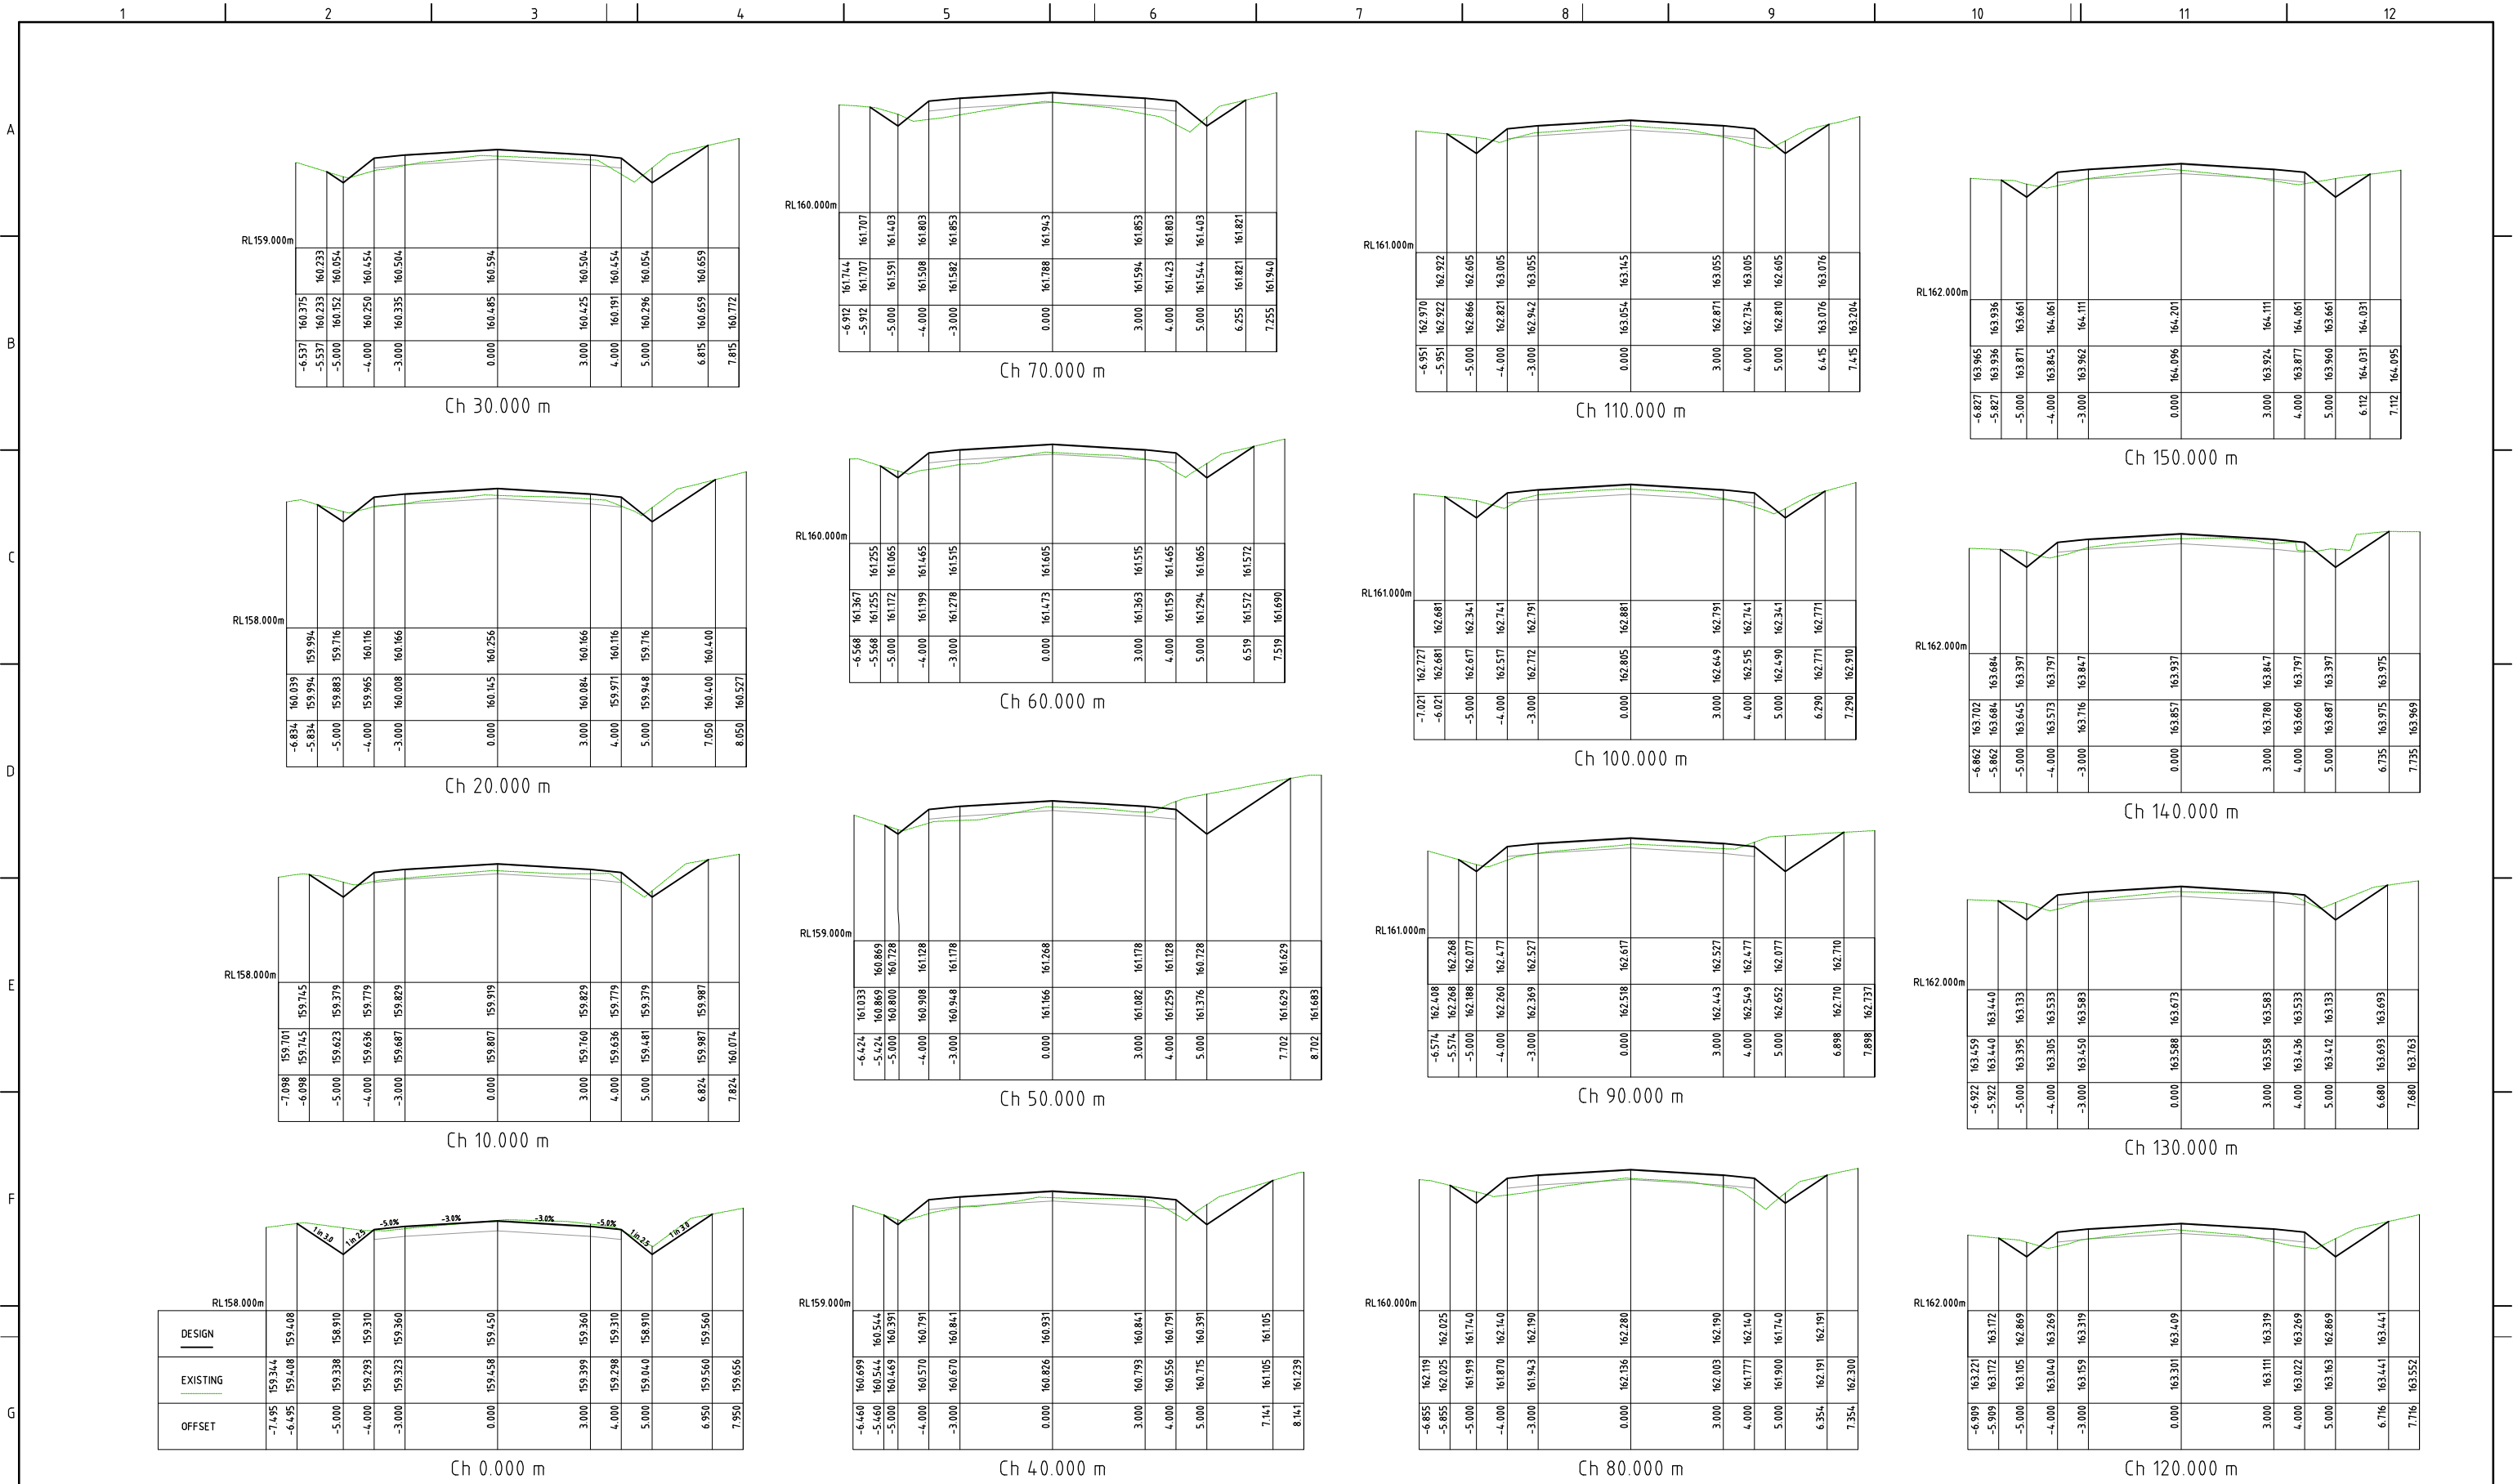 1 2 3 4 5 6 7 8 9 10 11 12
A
B
C
D
E
F
G
RL159.000m
160.233 160.054 160.454 160.504 160.594 160.504 160.454 160.054 160.659
160.375 160.233 160.152 160.250 160.335 160.485 160.425 160.191 160.296 160.659 160.772
-6.537 -5.537 -5.000 -4.000 -3.000 0.000 3.000 4.000 5.000 6.815 7.815
Ch 30.000 m
RL158.000m
159.994 159.716 160.116 160.166 160.256 160.166 160.116 159.716 160.400
160.039 159.994 159.883 159.965 160.008 160.145 160.084 159.971 159.948 160.400 160.527
-6.834 -5.834 -5.000 -4.000 -3.000 0.000 3.000 4.000 5.000 7.050 8.050
Ch 20.000 m
RL158.000m
159.745 159.379 159.779 159.829 159.919 159.829 159.779 159.379 159.987
159.701 159.745 159.623 159.636 159.687 159.807 159.760 159.636 159.481 159.987 160.074
-7.098 -6.098 -5.000 -4.000 -3.000 0.000 3.000 4.000 5.000 6.824 7.824
Ch 10.000 m
1 in 3.0 1 in 2.5 -5.0% -3.0% -3.0% -5.0% 1 in 2.5 1 in 3.0
RL158.000m
DESIGN 159.408 158.910 159.310 159.360 159.450 159.360 159.310 158.910 159.560
EXISTING 159.344 159.408 159.338 159.293 159.323 159.458 159.399 159.298 159.040 159.560 159.656
OFFSET -7.495 -6.495 -5.000 -4.000 -3.000 0.000 3.000 4.000 5.000 6.950 7.950
Ch 0.000 m
RL160.000m
161.707 161.403 161.803 161.853 161.943 161.853 161.803 161.403 161.821
161.744 161.707 161.591 161.508 161.582 161.788 161.594 161.423 161.544 161.821 161.940
-6.912 -5.912 -5.000 -4.000 -3.000 0.000 3.000 4.000 5.000 6.255 7.255
Ch 70.000 m
RL160.000m
161.255 161.065 161.465 161.515 161.605 161.515 161.465 161.065 161.572
161.367 161.255 161.172 161.199 161.278 161.473 161.363 161.159 161.294 161.572 161.690
-6.568 -5.568 -5.000 -4.000 -3.000 0.000 3.000 4.000 5.000 6.519 7.519
Ch 60.000 m
RL159.000m
160.869 160.728 161.128 161.178 161.268 161.178 161.128 160.728 161.629
161.033 160.869 160.800 160.908 160.948 161.166 161.082 161.259 161.376 161.629 161.683
-6.424 -5.424 -5.000 -4.000 -3.000 0.000 3.000 4.000 5.000 7.702 8.702
Ch 50.000 m
RL159.000m
160.544 160.391 160.791 160.841 160.931 160.841 160.791 160.391 161.105
160.699 160.544 160.469 160.570 160.670 160.826 160.793 160.556 160.715 161.105 161.239
-6.460 -5.460 -5.000 -4.000 -3.000 0.000 3.000 4.000 5.000 7.141 8.141
Ch 40.000 m
RL161.000m
162.922 162.605 163.005 163.055 163.145 163.055 163.005 162.605 163.076
162.970 162.922 162.866 162.821 162.942 163.054 162.871 162.734 162.810 163.076 163.204
-6.951 -5.951 -5.000 -4.000 -3.000 0.000 3.000 4.000 5.000 6.415 7.415
Ch 110.000 m
RL161.000m
162.681 162.341 162.741 162.791 162.881 162.791 162.741 162.341 162.771
162.727 162.681 162.617 162.517 162.712 162.805 162.649 162.515 162.490 162.771 162.910
-7.021 -6.021 -5.000 -4.000 -3.000 0.000 3.000 4.000 5.000 6.290 7.290
Ch 100.000 m
RL161.000m
162.268 162.077 162.477 162.527 162.617 162.527 162.477 162.077 162.710
162.408 162.268 162.188 162.260 162.369 162.518 162.443 162.549 162.652 162.710 162.737
-6.574 -5.574 -5.000 -4.000 -3.000 0.000 3.000 4.000 5.000 6.898 7.898
Ch 90.000 m
RL160.000m
162.025 161.740 162.140 162.190 162.280 162.190 162.140 161.740 162.191
162.119 162.025 161.919 161.870 161.943 162.136 162.003 161.777 161.900 162.191 162.300
-6.855 -5.855 -5.000 -4.000 -3.000 0.000 3.000 4.000 5.000 6.354 7.354
Ch 80.000 m
RL162.000m
163.936 163.661 164.061 164.111 164.201 164.111 164.061 163.661 164.031
163.965 163.936 163.871 163.845 163.962 164.096 163.924 163.877 163.960 164.031 164.095
-6.827 -5.827 -5.000 -4.000 -3.000 0.000 3.000 4.000 5.000 6.112 7.112
Ch 150.000 m
RL162.000m
163.684 163.397 163.797 163.847 163.937 163.847 163.797 163.397 163.975
163.702 163.684 163.645 163.573 163.716 163.857 163.780 163.660 163.687 163.975 163.969
-6.862 -5.862 -5.000 -4.000 -3.000 0.000 3.000 4.000 5.000 6.735 7.735
Ch 140.000 m
RL162.000m
163.440 163.133 163.533 163.583 163.673 163.583 163.533 163.133 163.693
163.459 163.440 163.395 163.305 163.450 163.588 163.558 163.436 163.412 163.693 163.763
-6.922 -5.922 -5.000 -4.000 -3.000 0.000 3.000 4.000 5.000 6.680 7.680
Ch 130.000 m
RL162.000m
163.172 162.869 163.269 163.319 163.409 163.319 163.269 162.869 163.441
163.221 163.172 163.105 163.040 163.159 163.301 163.111 163.022 163.163 163.441 163.552
-6.909 -5.909 -5.000 -4.000 -3.000 0.000 3.000 4.000 5.000 6.716 7.716
Ch 120.000 m